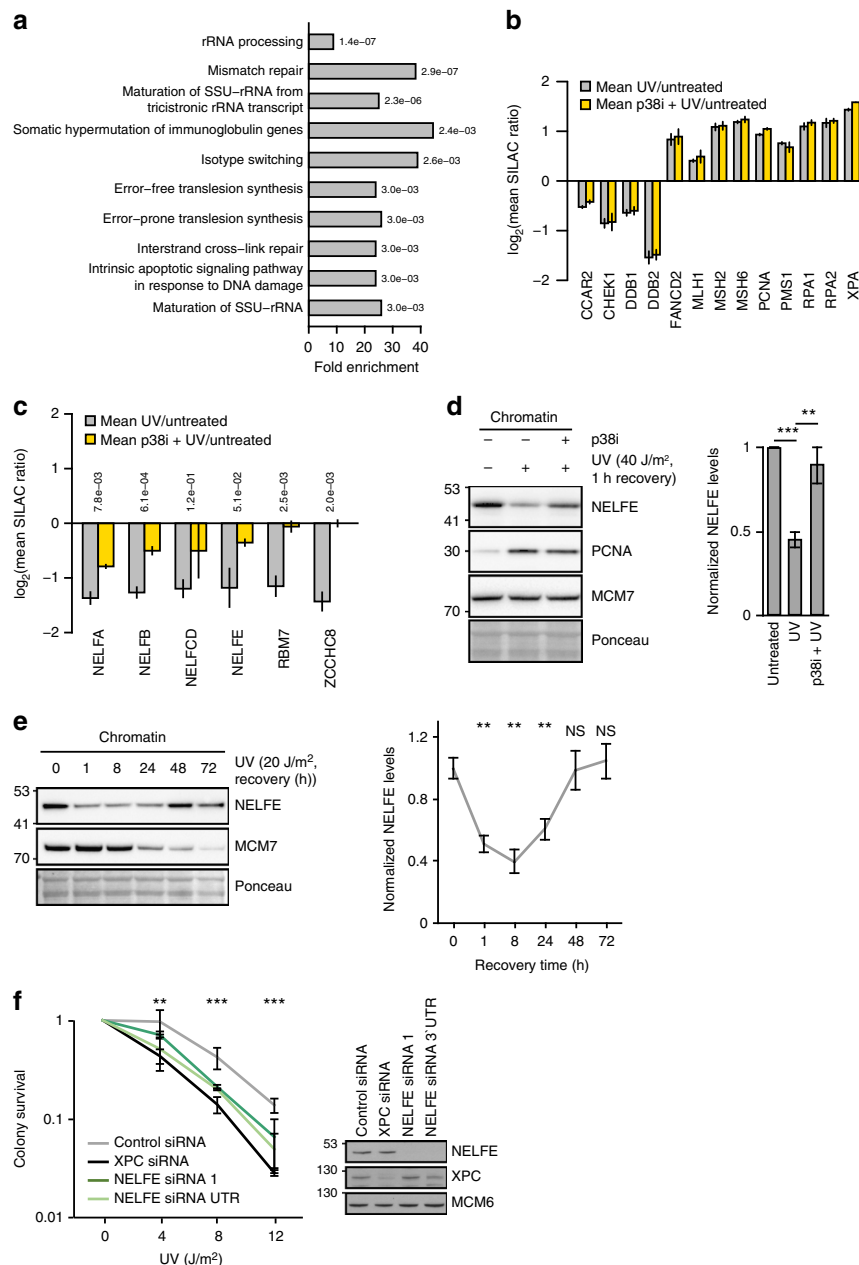 a
rRNA processing
1.4e−07
Mismatch repair
2.9e−07
Maturation of SSU−rRNA from
tricistronic rRNA transcript
2.3e−06
Somatic hypermutation of immunoglobulin genes
2.4e−03
Isotype switching
2.6e−03
Error−free translesion synthesis
3.0e−03
Error−prone translesion synthesis
3.0e−03
Interstrand cross−link repair
3.0e−03
Intrinsic apoptotic signaling pathway
in response to DNA damage
3.0e−03
Maturation of SSU−rRNA
3.0e−03
0 10 20 30 40
Fold enrichment
b
log2(mean SILAC ratio)
2
1
0
−1
−2
Mean UV/untreated
Mean p38i + UV/untreated
CCAR2
CHEK1
DDB1
DDB2
FANCD2
MLH1
MSH2
MSH6
PCNA
PMS1
RPA1
RPA2
XPA
c
log2(mean SILAC ratio)
2
1
0
−1
−2
Mean UV/untreated
Mean p38i + UV/untreated
7.8e−03
6.1e−04
1.2e−01
5.1e−02
2.5e−03
2.0e−03
NELFA
NELFB
NELFCD
NELFE
RBM7
ZCCHC8
d
Chromatin
− − + p38i
− + + UV (40 J/m², 1 h recovery)
53
41
NELFE
30
PCNA
70
MCM7
Ponceau
Normalized NELFE levels
1
0.5
0
*** **
Untreated
UV
p38i + UV
e
Chromatin
0 1 8 24 48 72
UV (20 J/m²,
recovery (h))
53
41
NELFE
70
MCM7
Ponceau
Normalized NELFE levels
1.2
0.8
0.4
0
** ** ** NS NS
0 1 8 24 48 72
Recovery time (h)
f
Colony survival
1
0.1
0.01
** *** ***
Control siRNA
XPC siRNA
NELFE siRNA 1
NELFE siRNA UTR
0 4 8 12
UV (J/m²)
Control siRNA
XPC siRNA
NELFE siRNA 1
NELFE siRNA 3`UTR
53
NELFE
130
XPC
130
MCM6